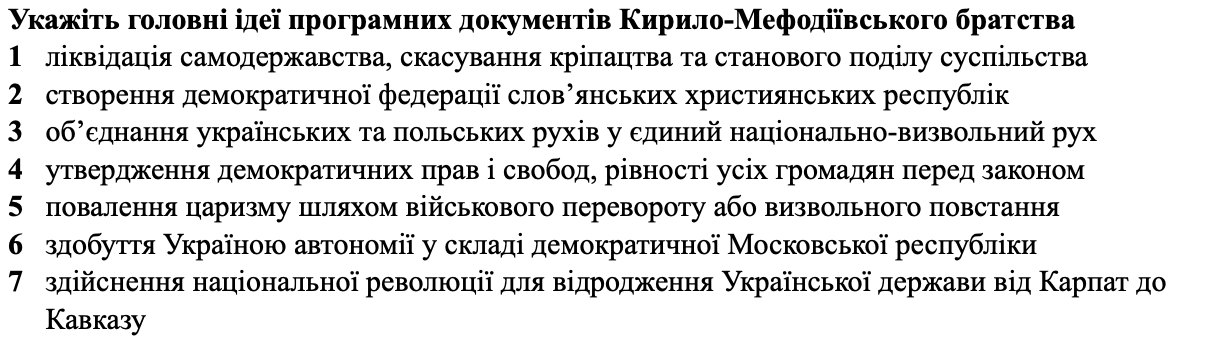 Укажіть головні ідеї програмних документів Кирило-Мефодіївського братства
1 ліквідація самодержавства, скасування кріпацтва та станового поділу суспільства
2 створення демократичної федерації слов’янських християнських республік
3 об’єднання українських та польських рухів у єдиний національно-визвольний рух
4 утвердження демократичних прав і свобод, рівності усіх громадян перед законом
5 повалення царизму шляхом військового перевороту або визвольного повстання
6 здобуття Україною автономії у складі демократичної Московської республіки
7 здійснення національної революції для відродження Української держави від Карпат до
Кавказу